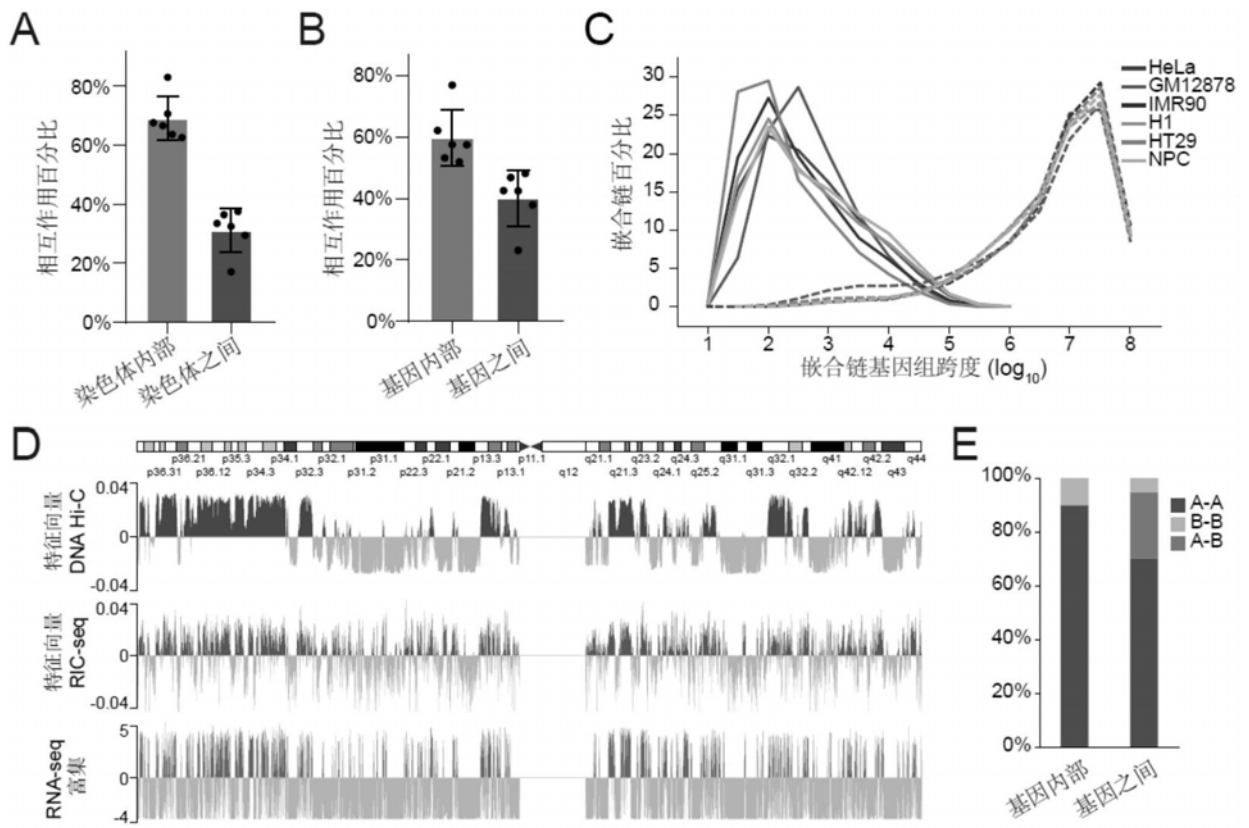 A
相互作用百分比
80%
60%
40%
20%
0%
染色体内部
染色体之间
B
相互作用百分比
80%
60%
40%
20%
0%
基因内部
基因之间
C
嵌合链百分比
30
25
20
15
10
5
0
1 2 3 4 5 6 7 8
嵌合链基因组跨度 (log10)
HeLa
GM12878
IMR90
H1
HT29
NPC
D
p36.21 p35.3 p34.1 p32.1 p31.1 p22.1 p13.3 p11.1 q21.1 q23.2 q24.3 q31.1 q32.1 q41 q42.2 q44
p36.31 p36.12 p34.3 p32.3 p31.2 p22.3 p21.2 p13.1 q12 q21.3 q24.1 q25.2 q31.3 q32.2 q42.12 q43
特征向量
DNA Hi-C
0.04
0
-0.04
特征向量
RIC-seq
0.04
0
-0.04
RNA-seq
富集
5
0
-4
E
100%
80%
60%
40%
20%
0%
基因内部
基因之间
A-A
B-B
A-B